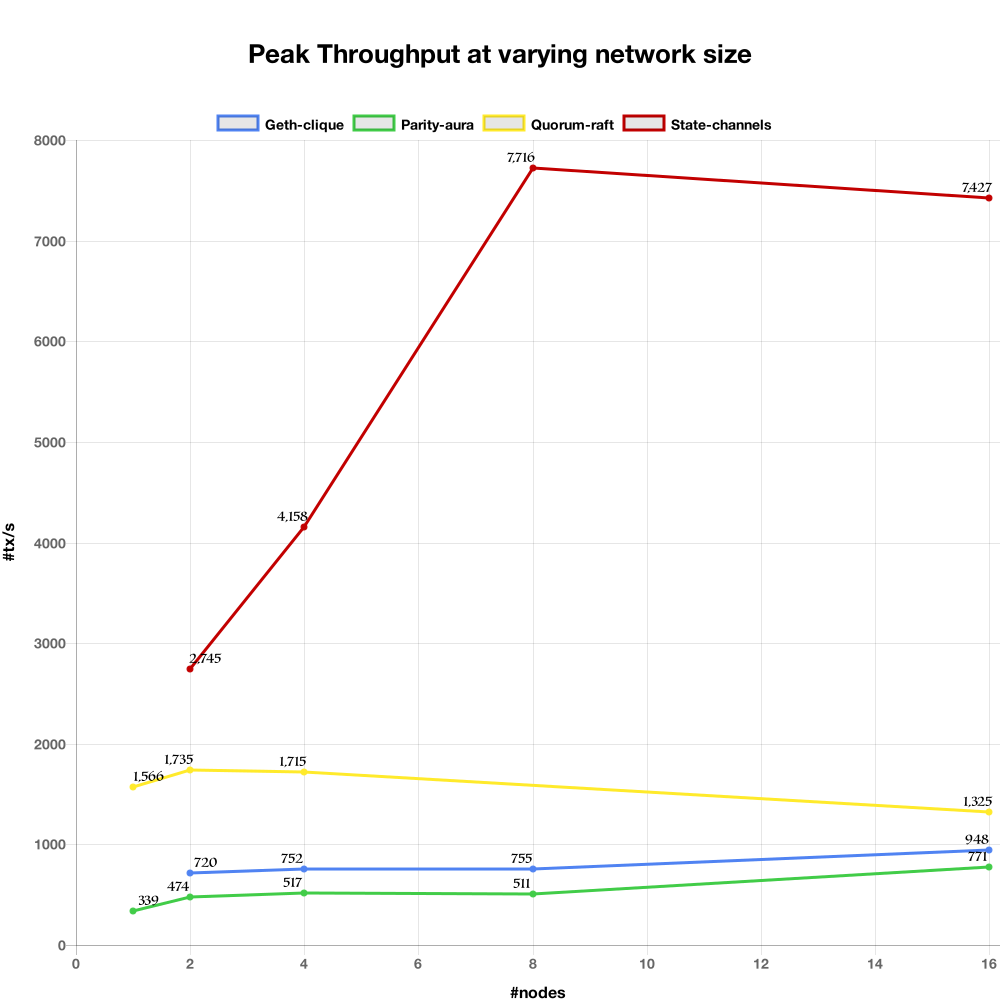 Peak Throughput at varying network size
Geth-clique Parity-aura Quorum-raft State-channels
8000
7,716
7,427
7000
6000
5000
4,158
4000
#tx/s
3000
2,745
2000
1,735 1,715
1,566
1,325
1000
948
720 752 755
771
474 517 511
339
0
0 2 4 6 8 10 12 14 16
#nodes